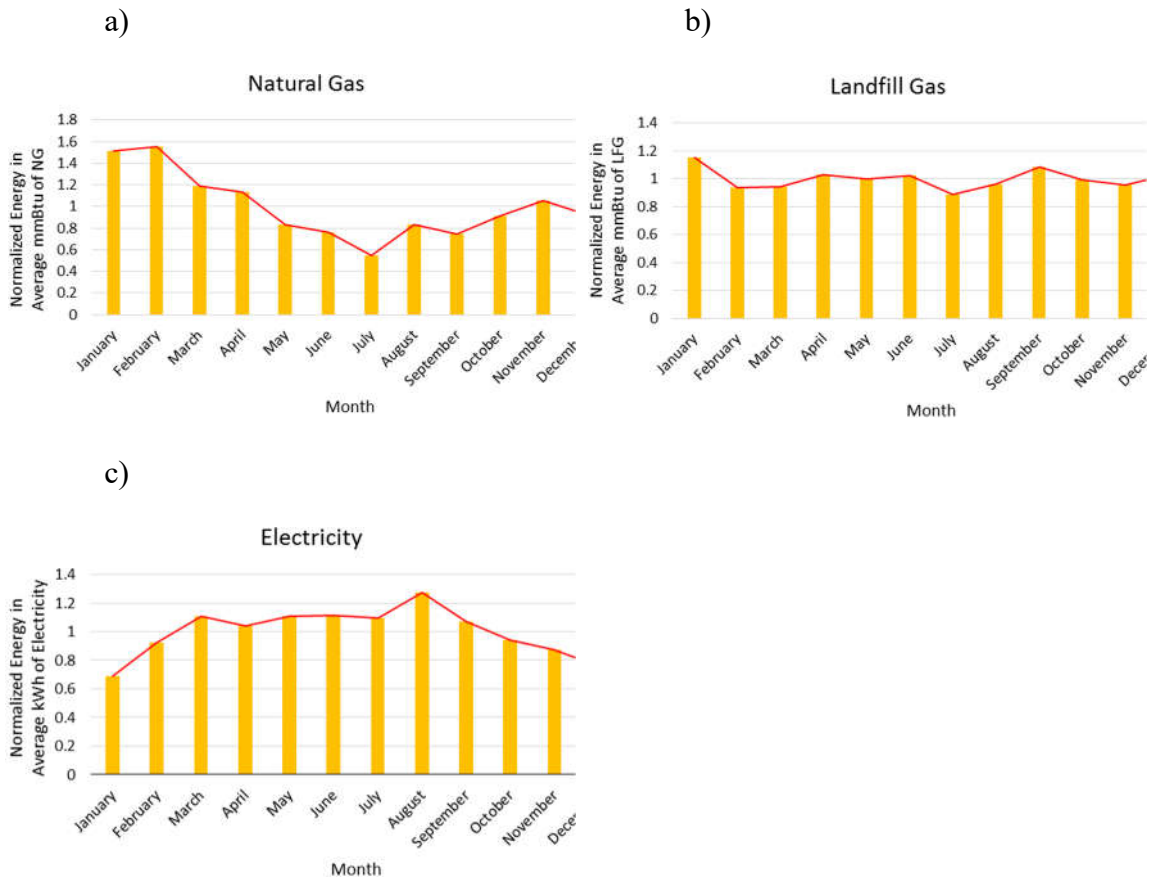 a)
Natural Gas
Normalized Energy in
Average mmBtu of NG
1.8
1.6
1.4
1.2
1
0.8
0.6
0.4
0.2
0
January
February
March
April
May
June
July
August
September
October
November
Decemb
Month
b)
Landfill Gas
Normalized Energy in
Average mmBtu of LFG
1.4
1.2
1
0.8
0.6
0.4
0.2
0
January
February
March
April
May
June
July
August
September
October
November
Decem
Month
c)
Electricity
Normalized Energy in
Average kWh of Electricity
1.4
1.2
1
0.8
0.6
0.4
0.2
0
January
February
March
April
May
June
July
August
September
October
November
Decem
Month